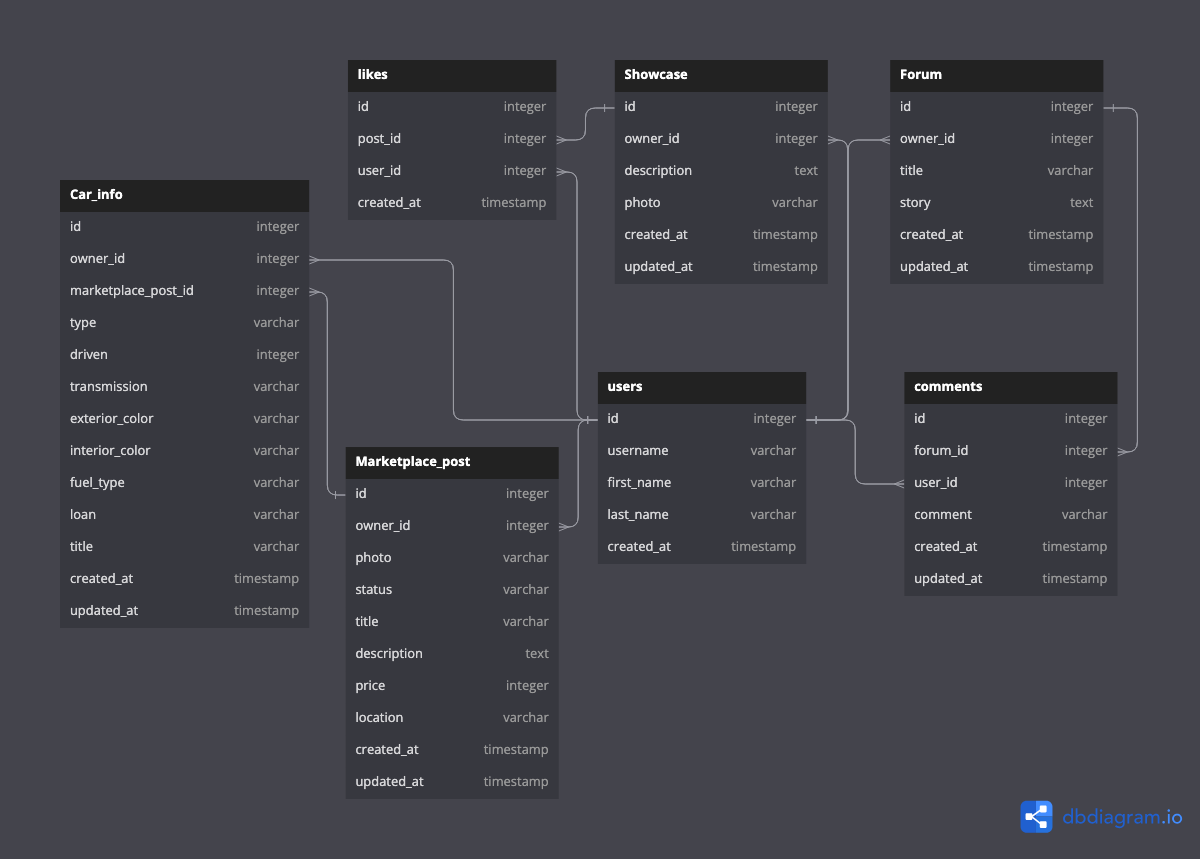 likes
id integer
post_id integer
user_id integer
created_at timestamp
Showcase
id integer
owner_id integer
description text
photo varchar
created_at timestamp
updated_at timestamp
Forum
id integer
owner_id integer
title varchar
story text
created_at timestamp
updated_at timestamp
Car_info
id integer
owner_id integer
marketplace_post_id integer
type varchar
driven integer
transmission varchar
exterior_color varchar
interior_color varchar
fuel_type varchar
loan varchar
title varchar
created_at timestamp
updated_at timestamp
Marketplace_post
id integer
owner_id integer
photo varchar
status varchar
title varchar
description text
price integer
location varchar
created_at timestamp
updated_at timestamp
users
id integer
username varchar
first_name varchar
last_name varchar
created_at timestamp
comments
id integer
forum_id integer
user_id integer
comment varchar
created_at timestamp
updated_at timestamp
dbdiagram.io